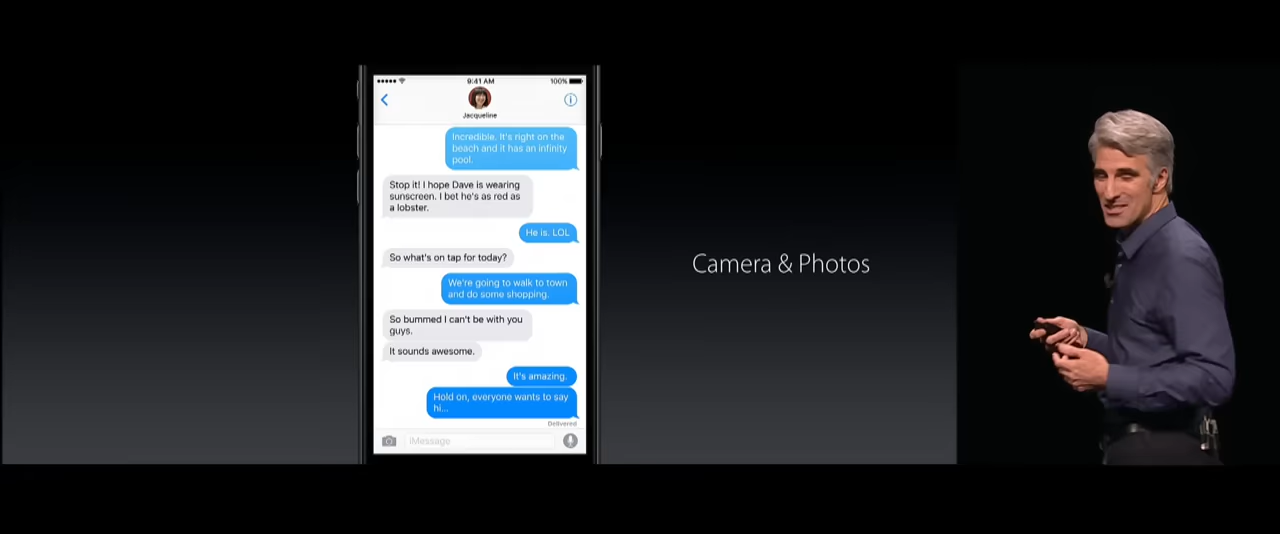 9:41 AM
100%
Jacqueline
Incredible. It's right on the
beach and it has an infinity
pool.
Stop it! I hope Dave is wearing
sunscreen. I bet he's as red as
a lobster.
He is. LOL
So what's on tap for today?
We're going to walk to town
and do some shopping.
So bummed I can't be with you
guys.
It sounds awesome.
It's amazing.
Hold on, everyone wants to say
hi...
Delivered
iMessage
Camera & Photos